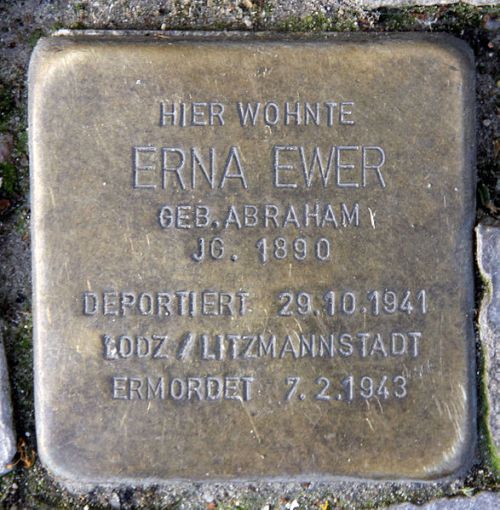 HIER WOHNTE
ERNA EWER
GEB. ABRAHAM
JG. 1890
DEPORTIERT 29.10.1941
LODZ / LITZMANNSTADT
ERMORDET 7.2.1943